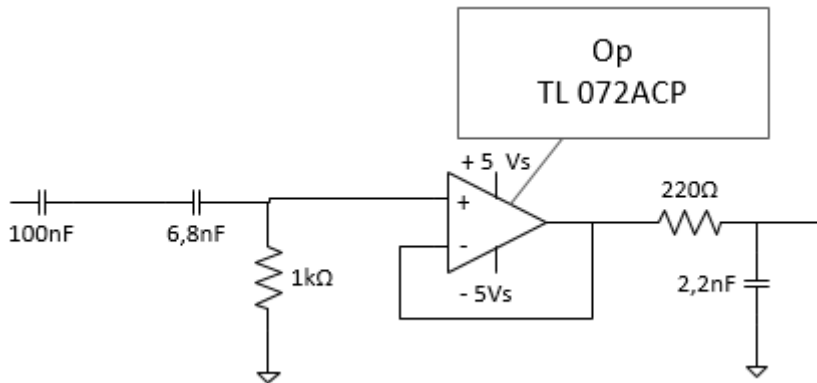 Op
TL 072ACP
+ 5 Vs
220Ω
+
100nF
6,8nF
-
1kΩ
- 5Vs
2,2nF